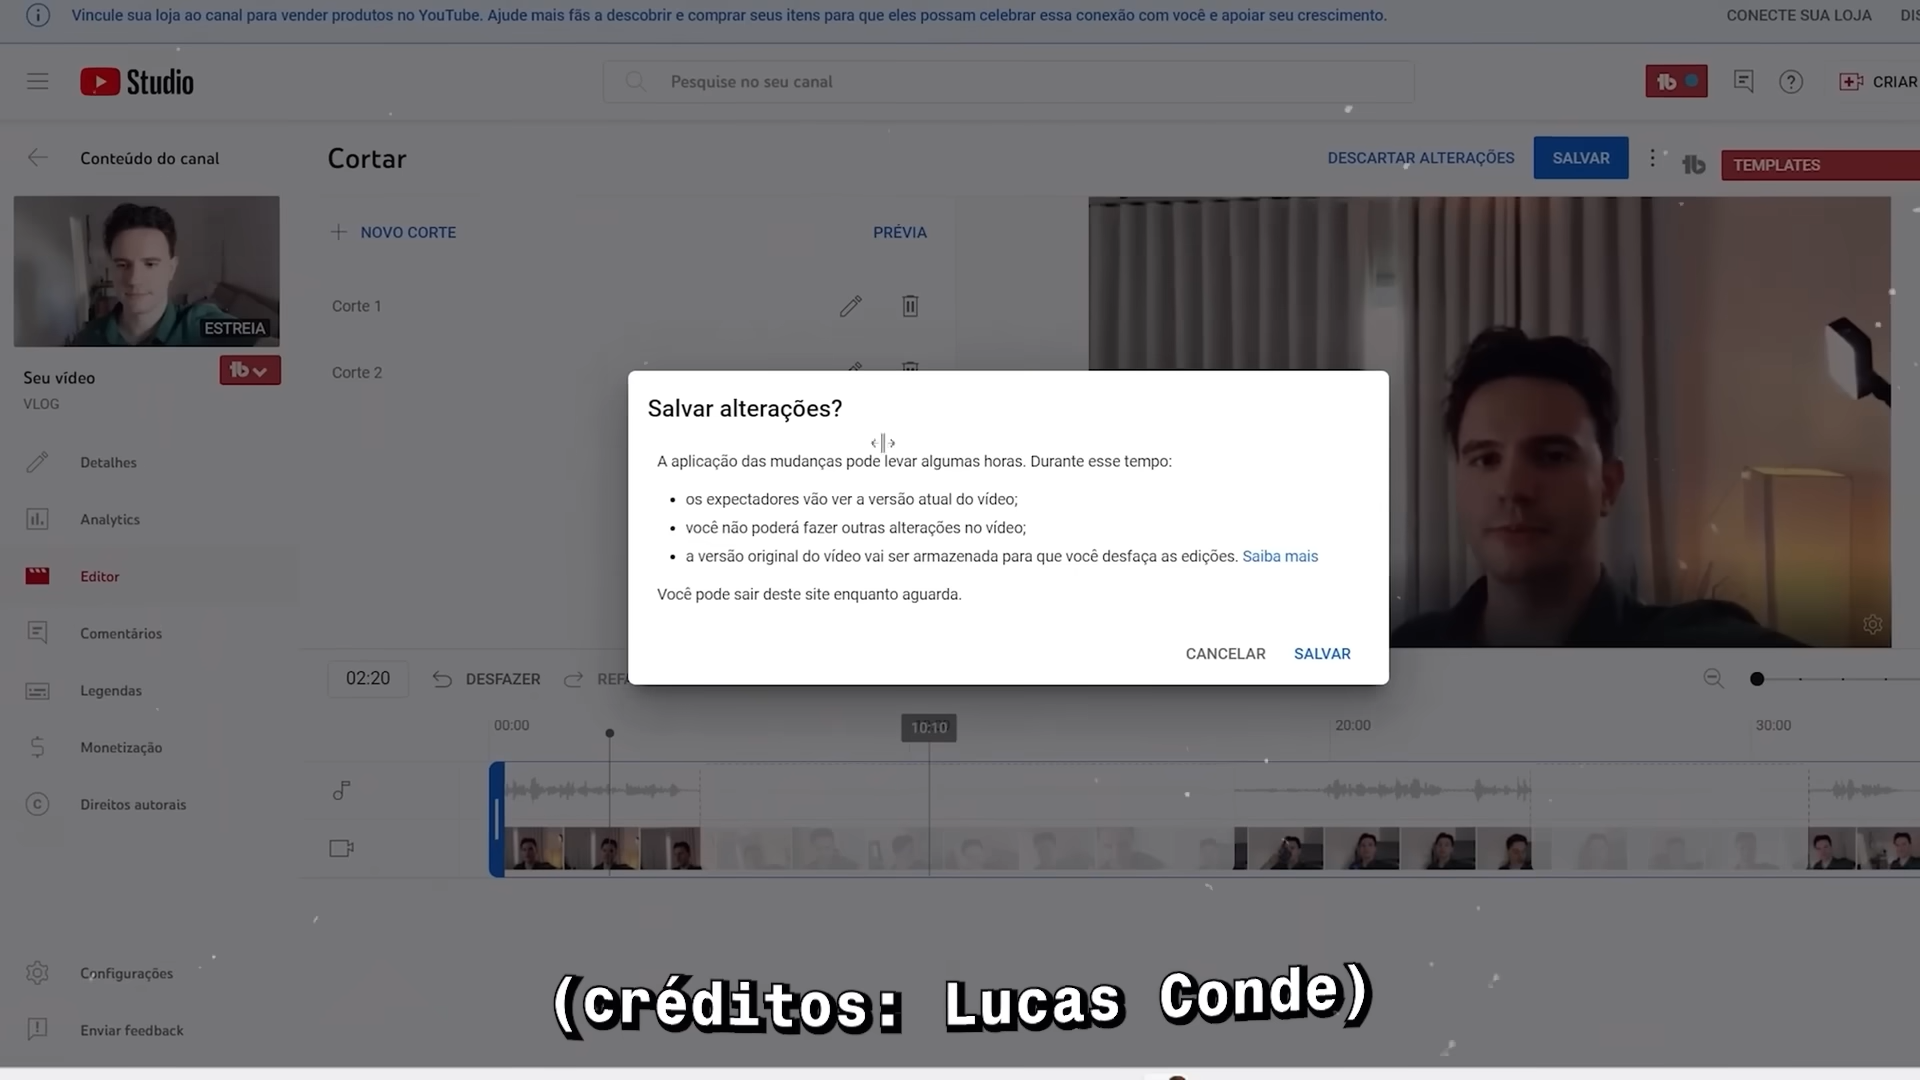 Vincule sua loja ao canal para vender produtos no YouTube. Ajude mais fãs a descobrir e comprar seus itens para que eles possam celebrar essa conexão com você e apoiar seu crescimento.
CONECTE SUA LOJA
Studio
Pesquise no seu canal
CRIAR
Conteúdo do canal
Cortar
DESCARTAR ALTERAÇÕES
SALVAR
TEMPLATES
NOVO CORTE
PRÉVIA
Corte 1
Corte 2
ESTREIA
Seu vídeo
VLOG
Detalhes
Analytics
Editor
Comentários
Legendas
Monetização
Direitos autorais
Configurações
Enviar feedback
Salvar alterações?
A aplicação das mudanças pode levar algumas horas. Durante esse tempo:
• os expectadores vão ver a versão atual do vídeo;
• você não poderá fazer outras alterações no vídeo;
• a versão original do vídeo vai ser armazenada para que você desfaça as edições. Saiba mais
Você pode sair deste site enquanto aguarda.
CANCELAR
SALVAR
02:20
DESFAZER
00:00
10:10
20:00
30:00
(créditos: Lucas Conde)